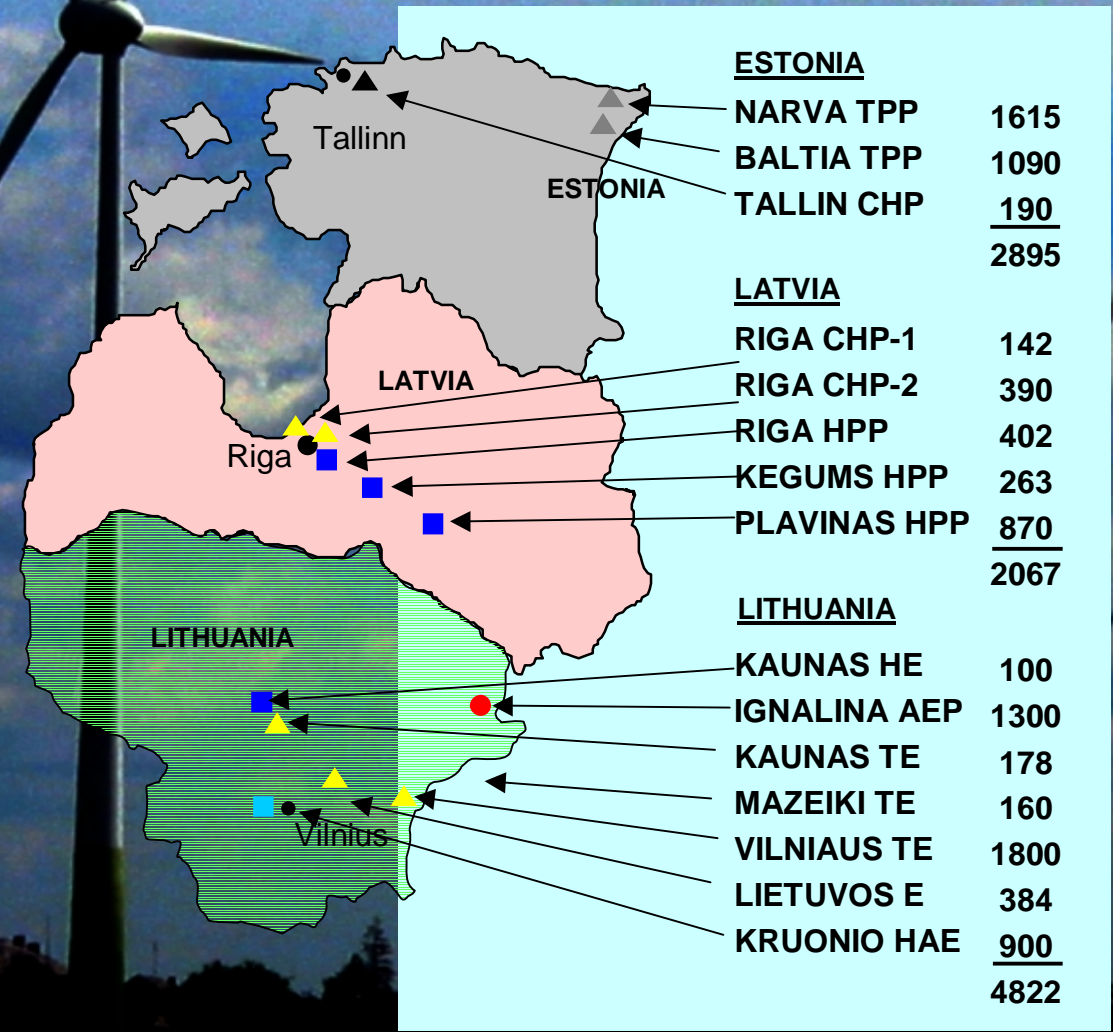 Tallinn
ESTONIA
LATVIA
Riga
LITHUANIA
Vilnius
ESTONIA
NARVA TPP 1615
BALTIA TPP 1090
TALLIN CHP 190
2895
LATVIA
RIGA CHP-1 142
RIGA CHP-2 390
RIGA HPP 402
KEGUMS HPP 263
PLAVINAS HPP 870
2067
LITHUANIA
KAUNAS HE 100
IGNALINA AEP 1300
KAUNAS TE 178
MAZEIKI TE 160
VILNIAUS TE 1800
LIETUVOS E 384
KRUONIO HAE 900
4822